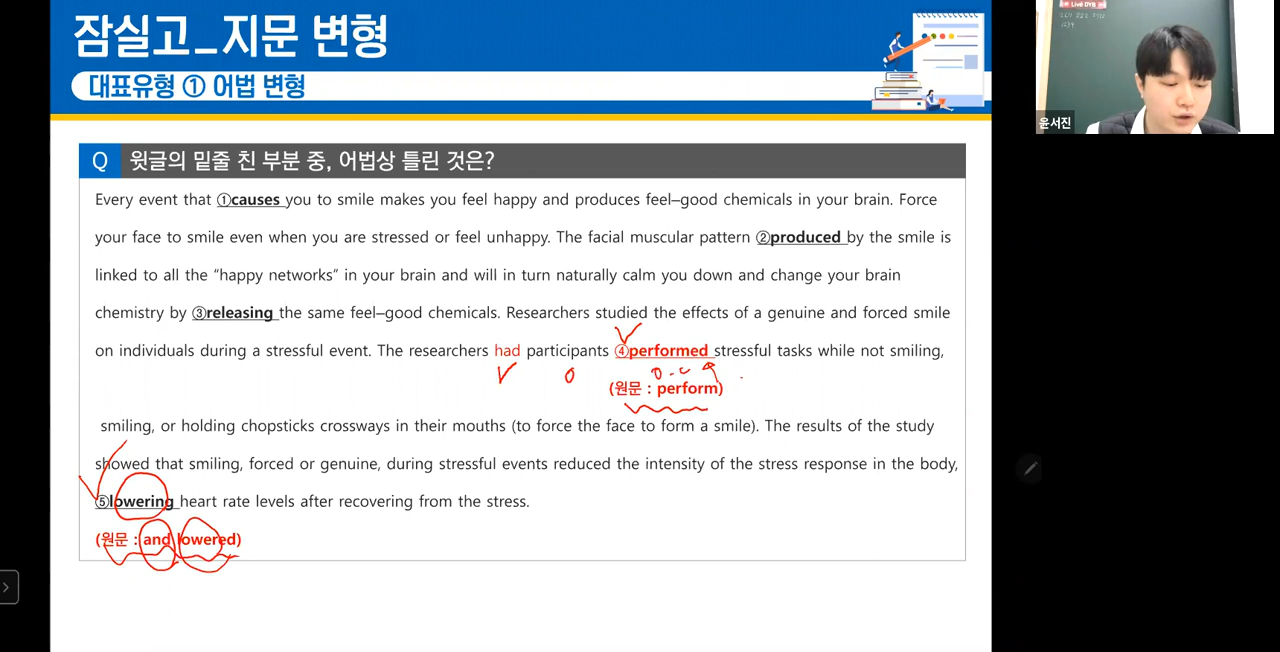 잠실고_지문 변형
대표유형 ① 어법 변형
Live DYB
윤서진
Q 윗글의 밑줄 친 부분 중, 어법상 틀린 것은?
Every event that ①causes you to smile makes you feel happy and produces feel–good chemicals in your brain. Force
your face to smile even when you are stressed or feel unhappy. The facial muscular pattern ②produced by the smile is
linked to all the “happy networks” in your brain and will in turn naturally calm you down and change your brain
chemistry by ③releasing the same feel–good chemicals. Researchers studied the effects of a genuine and forced smile
on individuals during a stressful event. The researchers had participants ④performed stressful tasks while not smiling,
(원문 : perform)
smiling, or holding chopsticks crossways in their mouths (to force the face to form a smile). The results of the study
showed that smiling, forced or genuine, during stressful events reduced the intensity of the stress response in the body,
⑤lowering heart rate levels after recovering from the stress.
(원문 : and lowered)